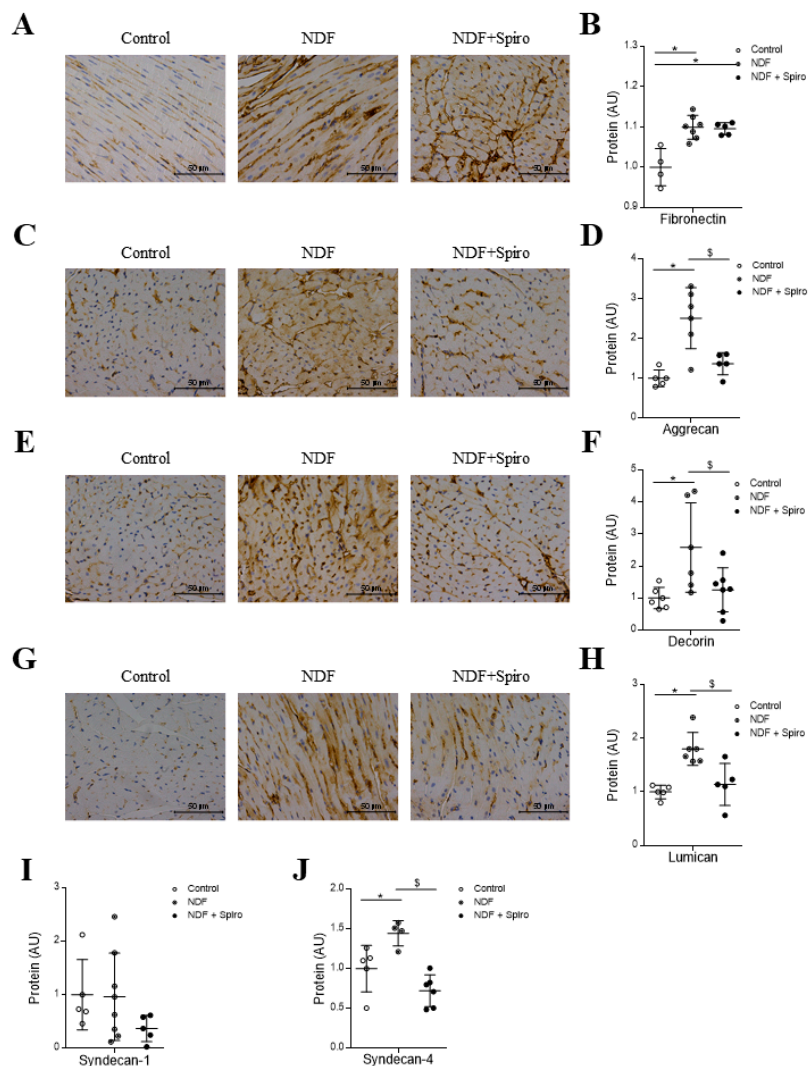 A
Control
NDF
NDF+Spiro
50 µm
50 µm
50 µm
B
Control
NDF
NDF + Spiro
*
*
Protein (AU)
1.3
1.2
1.1
1.0
0.9
Fibronectin
C
Control
NDF
NDF+Spiro
50 µm
50 µm
50 µm
D
Control
NDF
NDF + Spiro
*
$
Protein (AU)
4
3
2
1
0
Aggrecan
E
Control
NDF
NDF+Spiro
50 µm
50 µm
50 µm
F
Control
NDF
NDF + Spiro
*
$
Protein (AU)
5
4
3
2
1
0
Decorin
G
Control
NDF
NDF+Spiro
50 µm
50 µm
50 µm
H
Control
NDF
NDF + Spiro
*
$
Protein (AU)
3
2
1
0
Lumican
I
Control
NDF
NDF + Spiro
Protein (AU)
3
2
1
0
Syndecan-1
J
Control
NDF
NDF + Spiro
*
$
Protein (AU)
2.0
1.5
1.0
0.5
0.0
Syndecan-4